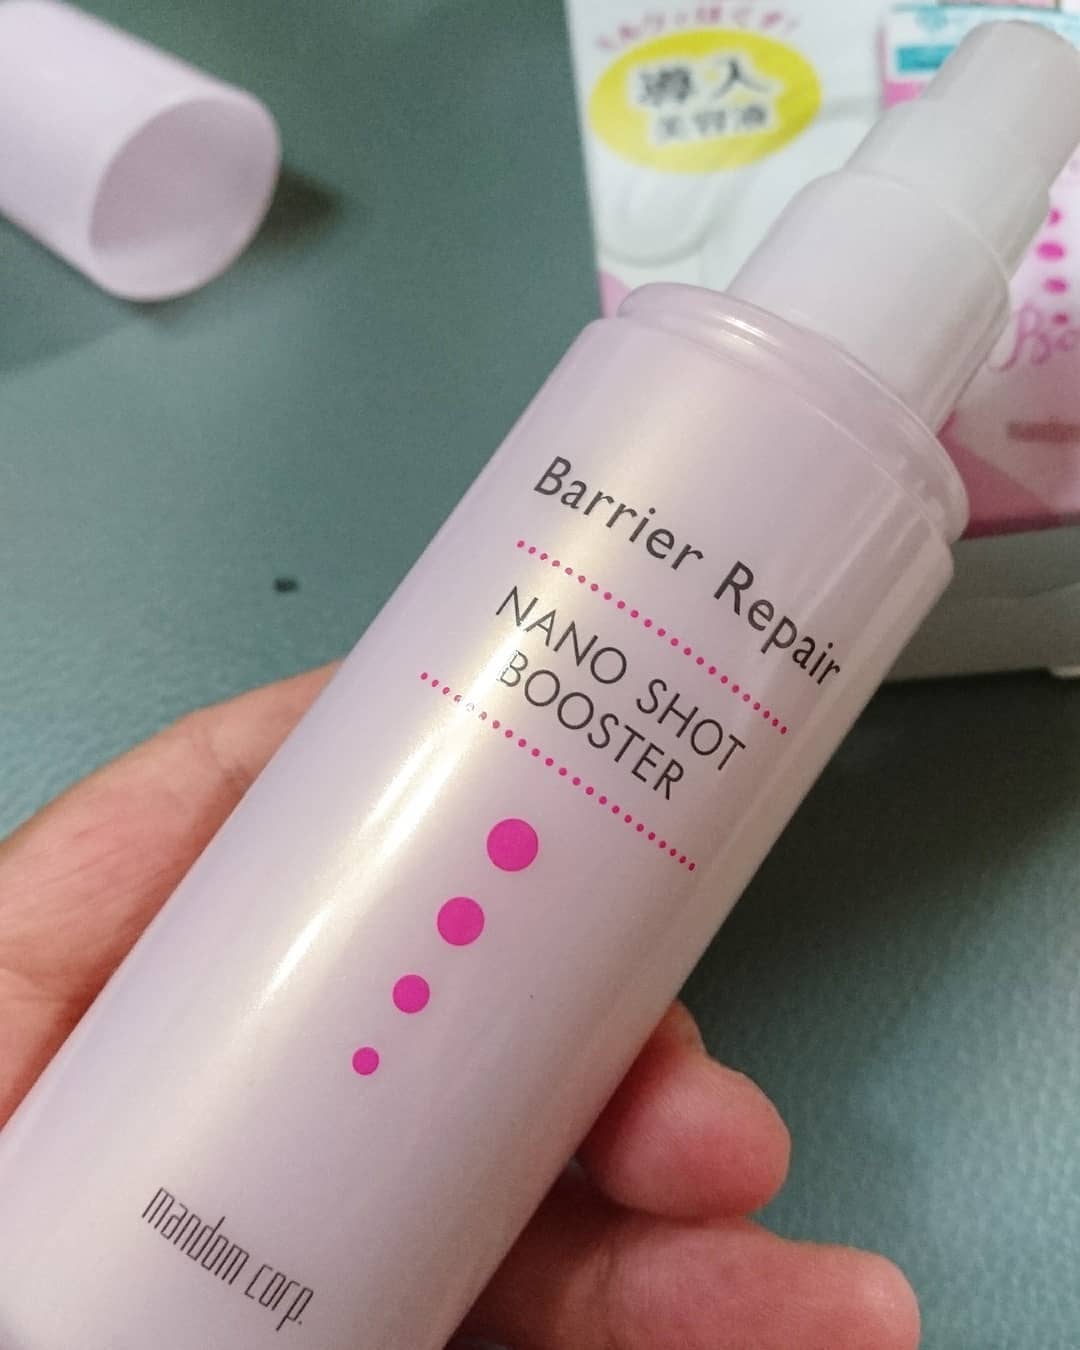 導入
美容液
Barrier Repair
NANO SHOT
BOOSTER
mandom corp.